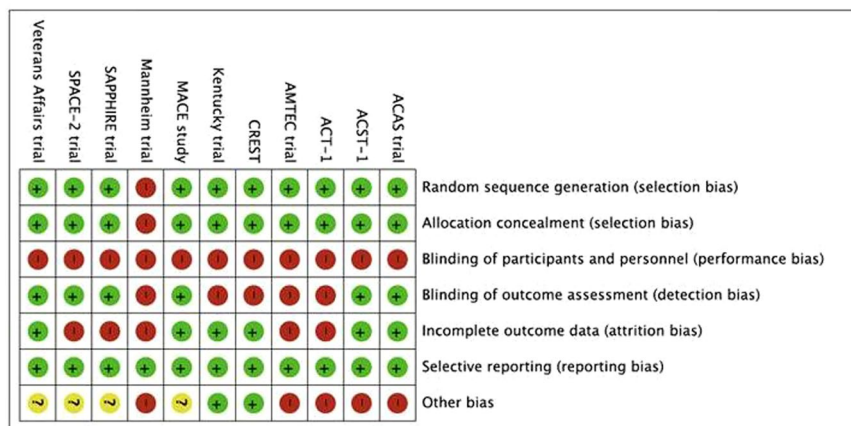 Veterans Affairs trial
SPACE-2 trial
SAPPHIRE trial
Mannheim trial
MACE study
Kentucky trial
CREST
AMTEC trial
ACT-1
ACST-1
ACAS trial
+ + + - + + + + + + + Random sequence generation (selection bias)
+ + + - + + + + + + + Allocation concealment (selection bias)
- - - - - - - - - - - Blinding of participants and personnel (performance bias)
+ + + - + - - - - + + Blinding of outcome assessment (detection bias)
+ - - - + + + - - + + Incomplete outcome data (attrition bias)
+ + + + + + + + + + + Selective reporting (reporting bias)
? ? ? - ? + + - - - - Other bias